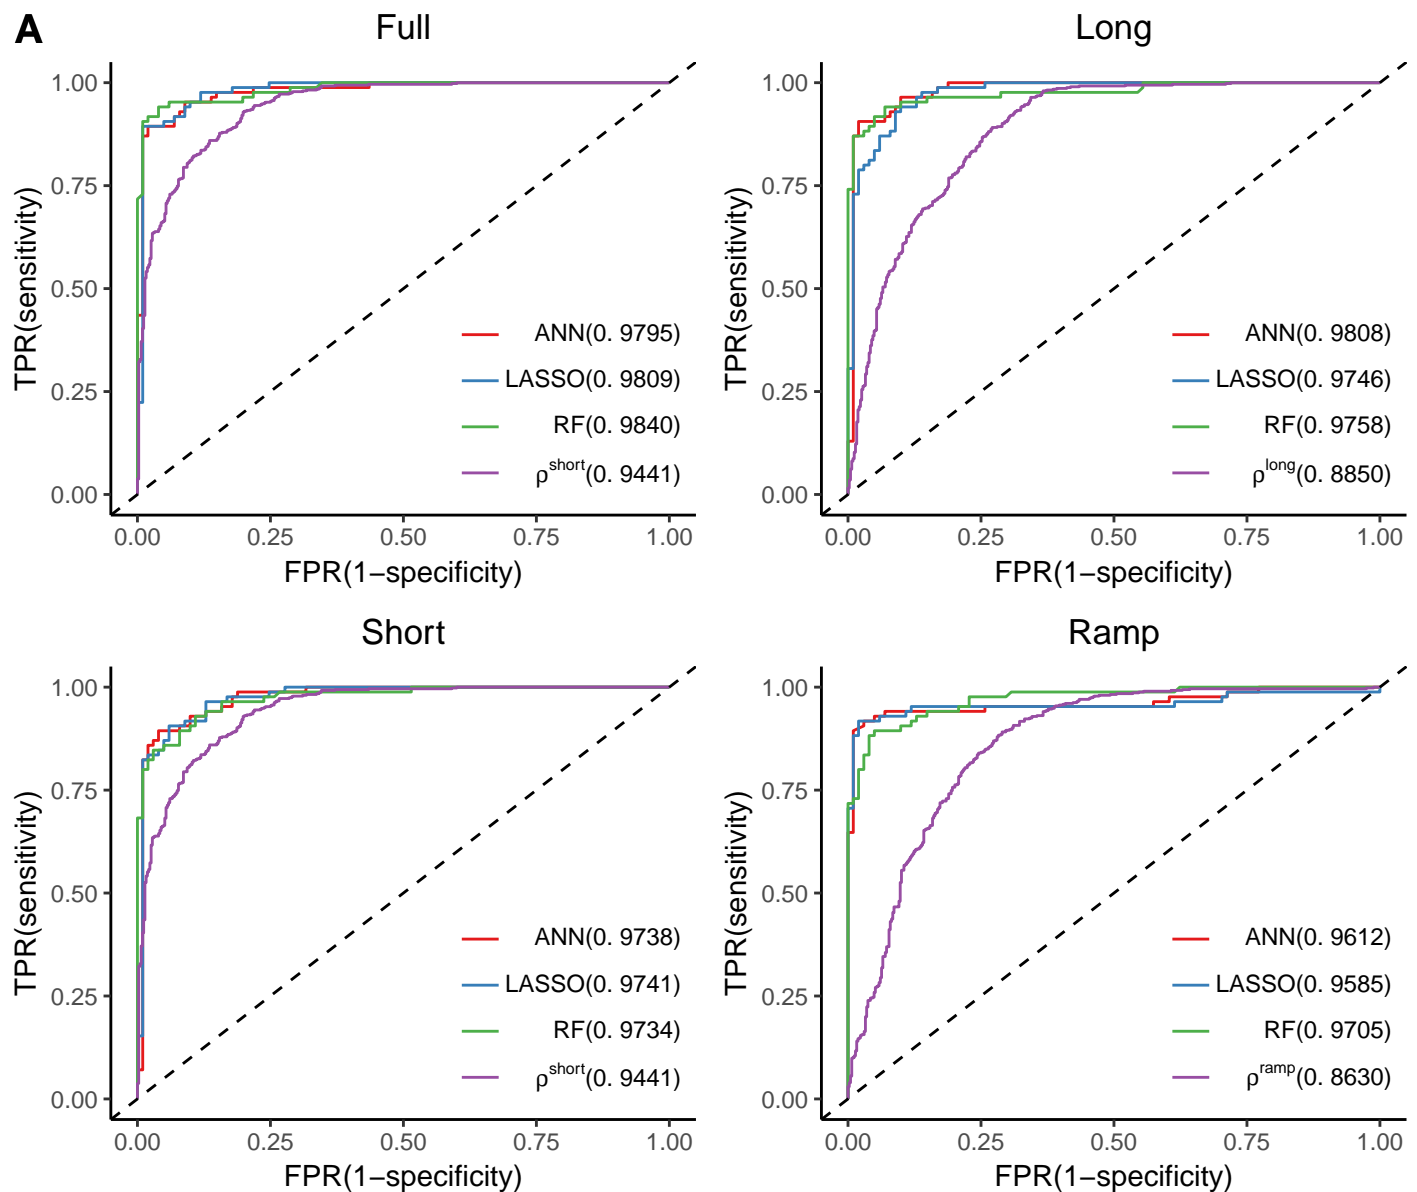 A
Full
1.00
0.75
0.50
0.25
0.00
TPR(sensitivity)
ANN(0. 9795)
LASSO(0. 9809)
RF(0. 9840)
ρ^short(0. 9441)
0.00 0.25 0.50 0.75 1.00
FPR(1−specificity)
Long
1.00
0.75
0.50
0.25
0.00
TPR(sensitivity)
ANN(0. 9808)
LASSO(0. 9746)
RF(0. 9758)
ρ^long(0. 8850)
0.00 0.25 0.50 0.75 1.00
FPR(1−specificity)
Short
1.00
0.75
0.50
0.25
0.00
TPR(sensitivity)
ANN(0. 9738)
LASSO(0. 9741)
RF(0. 9734)
ρ^short(0. 9441)
0.00 0.25 0.50 0.75 1.00
FPR(1−specificity)
Ramp
1.00
0.75
0.50
0.25
0.00
TPR(sensitivity)
ANN(0. 9612)
LASSO(0. 9585)
RF(0. 9705)
ρ^ramp(0. 8630)
0.00 0.25 0.50 0.75 1.00
FPR(1−specificity)